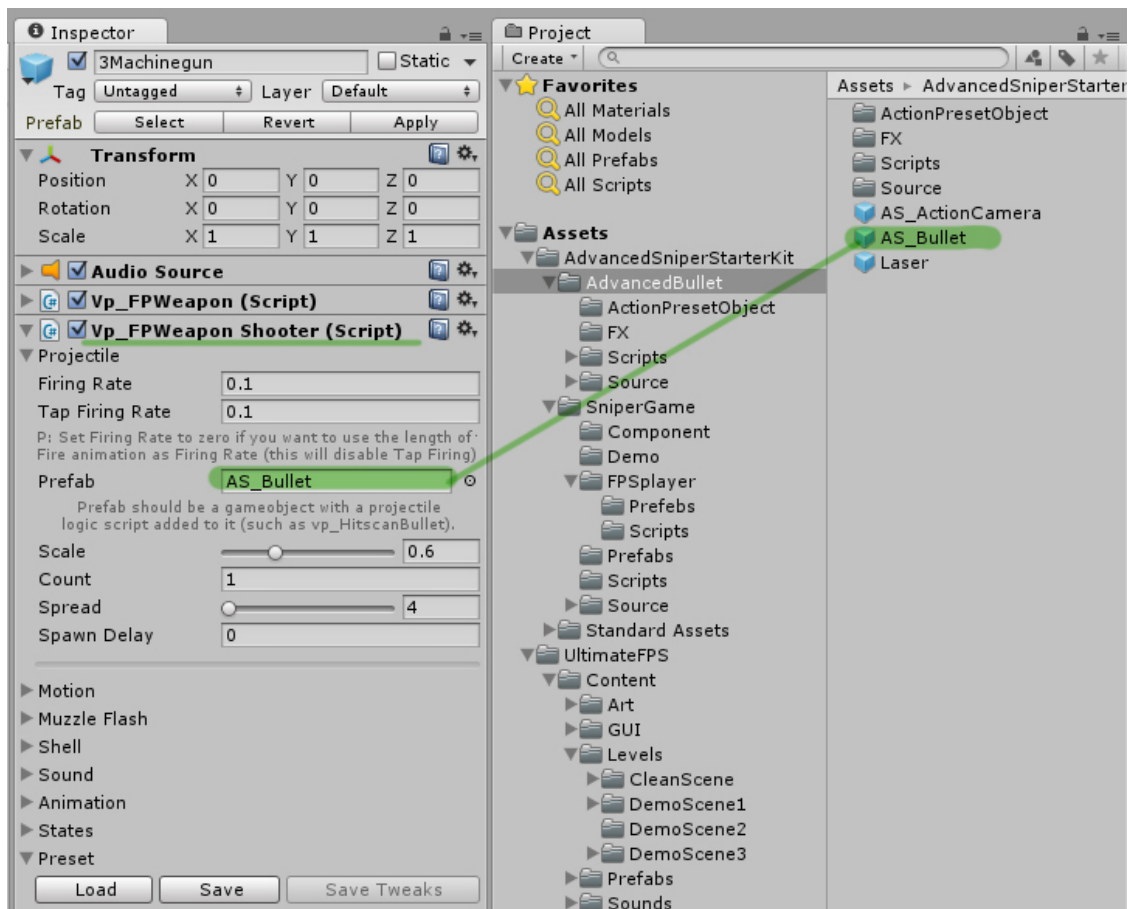 Inspector
3Machinegun
Static
Tag Untagged Layer Default
Prefab Select Revert Apply
Transform
Position X 0 Y 0 Z 0
Rotation X 0 Y 0 Z 0
Scale X 1 Y 1 Z 1
Audio Source
Vp_FPWeapon (Script)
Vp_FPWeapon Shooter (Script)
Projectile
Firing Rate 0.1
Tap Firing Rate 0.1
P: Set Firing Rate to zero if you want to use the length of
Fire animation as Firing Rate (this will disable Tap Firing)
Prefab AS_Bullet
Prefab should be a gameobject with a projectile
logic script added to it (such as vp_HitscanBullet).
Scale 0.6
Count 1
Spread 4
Spawn Delay 0
Motion
Muzzle Flash
Shell
Sound
Animation
States
Preset
Load Save Save Tweaks
Project
Create
Favorites
All Materials
All Models
All Prefabs
All Scripts
Assets
AdvancedSniperStarterKit
AdvancedBullet
ActionPresetObject
FX
Scripts
Source
SniperGame
Component
Demo
FPSplayer
Prefebs
Scripts
Prefabs
Scripts
Source
Standard Assets
UltimateFPS
Content
Art
GUI
Levels
CleanScene
DemoScene1
DemoScene2
DemoScene3
Prefabs
Sounds
Assets AdvancedSniperStarter
ActionPresetObject
FX
Scripts
Source
AS_ActionCamera
AS_Bullet
Laser